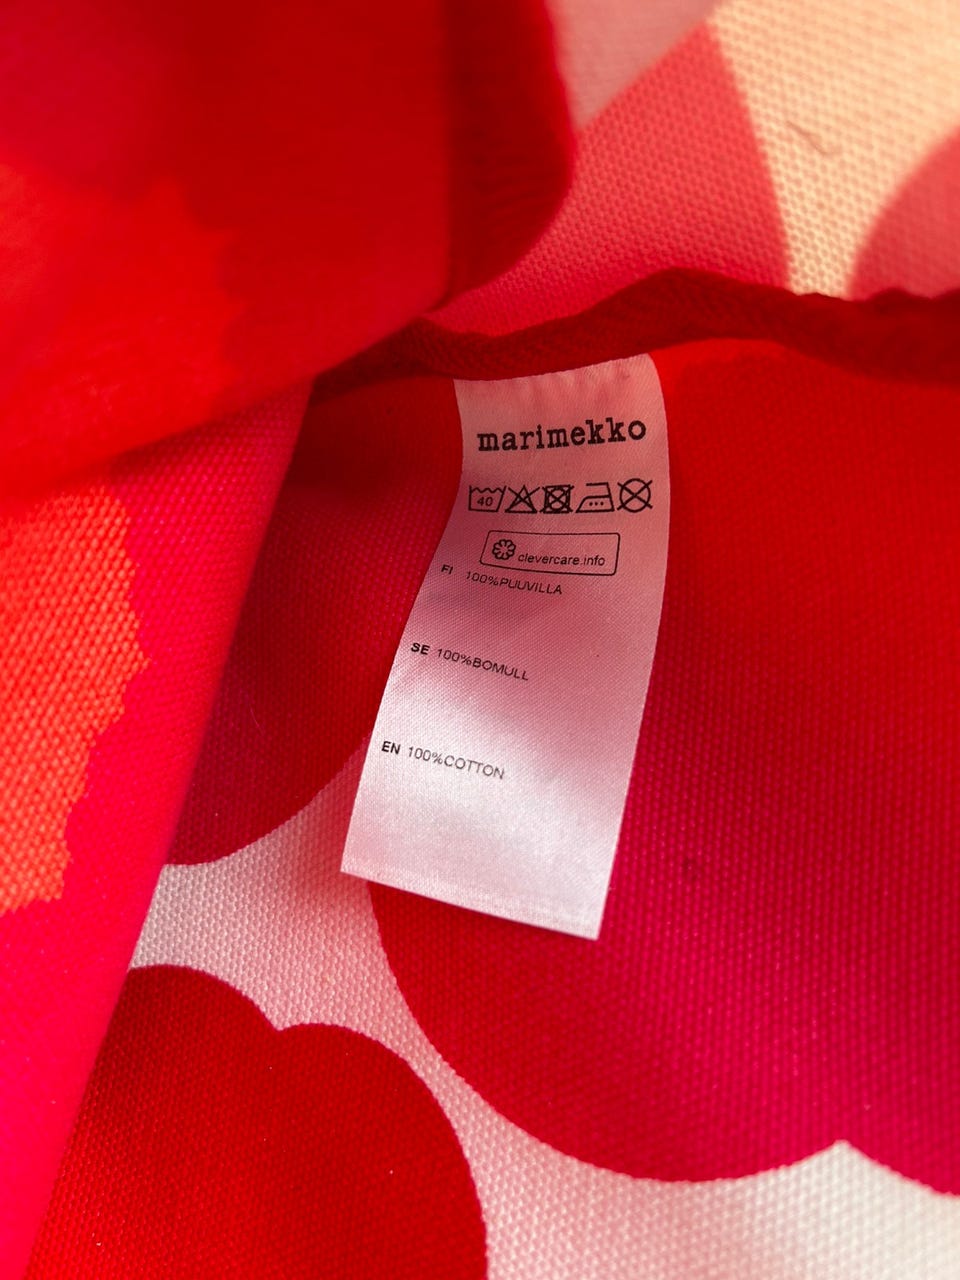 marimekko
40
clevercare.info
FI 100%PUUVILLA
SE 100%BOMULL
EN 100%COTTON